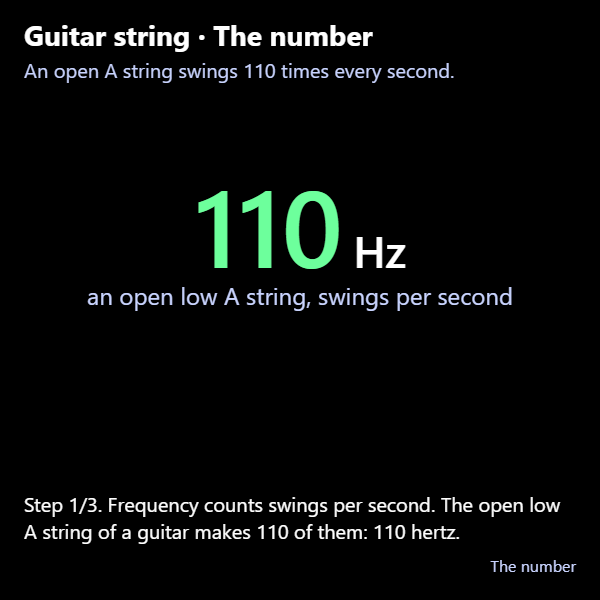 Guitar string · The number
An open A string swings 110 times every second.
110 Hz
an open low A string, swings per second
Step 1/3. Frequency counts swings per second. The open low
A string of a guitar makes 110 of them: 110 hertz.
The number